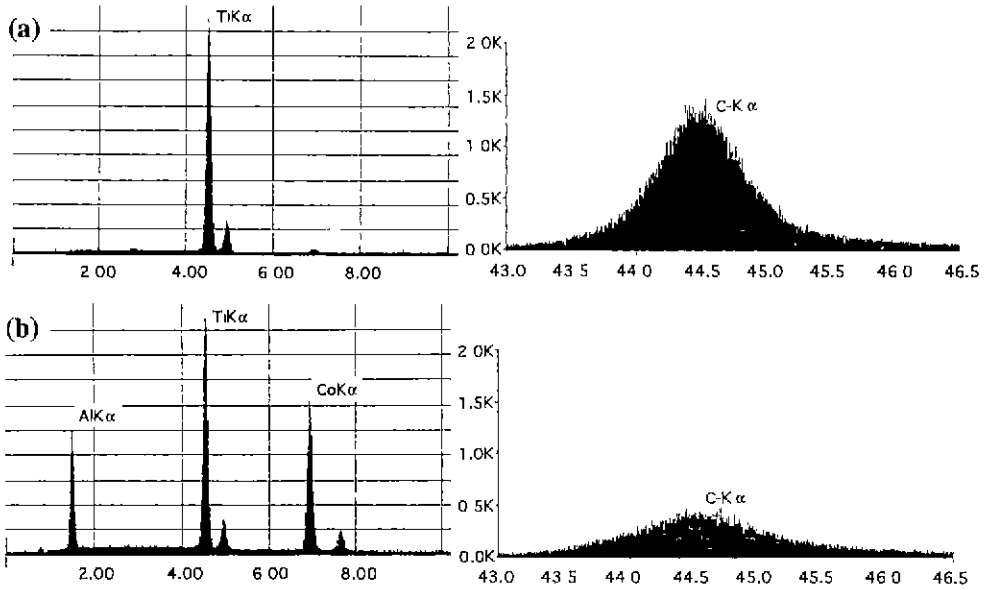 (a)
TiKα
2.00 4.00 6.00 8.00
2 0K
1.5K
1 0K
0.5K
0 0K
C-K α
43.0 43 5 44 0 44.5 45.0 45.5 46.0 46.5
(b)
TiKα
CoKα
AlKα
2.00 4.00 6.00 8.00
2 0K
1.5K
1.0K
0 5K
0.0K
C-K α
43.0 43 5 44 0 44.5 45.0 45.5 46 0 46.5